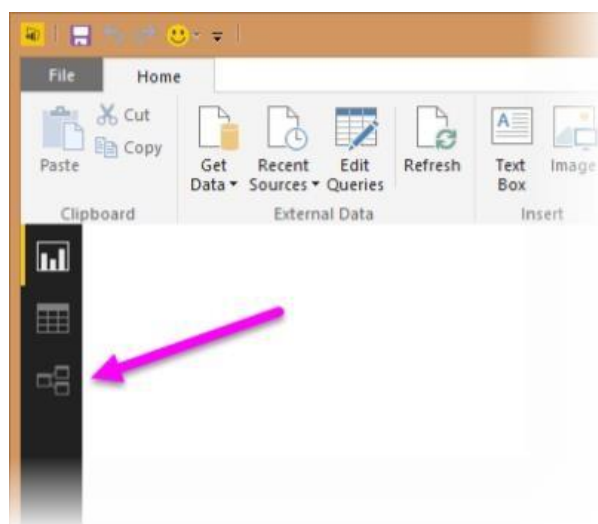 File Home
Cut
Copy
Paste
Get Data
Recent Sources
Edit Queries
Refresh
Text Box
Image
Clipboard
External Data
Insert